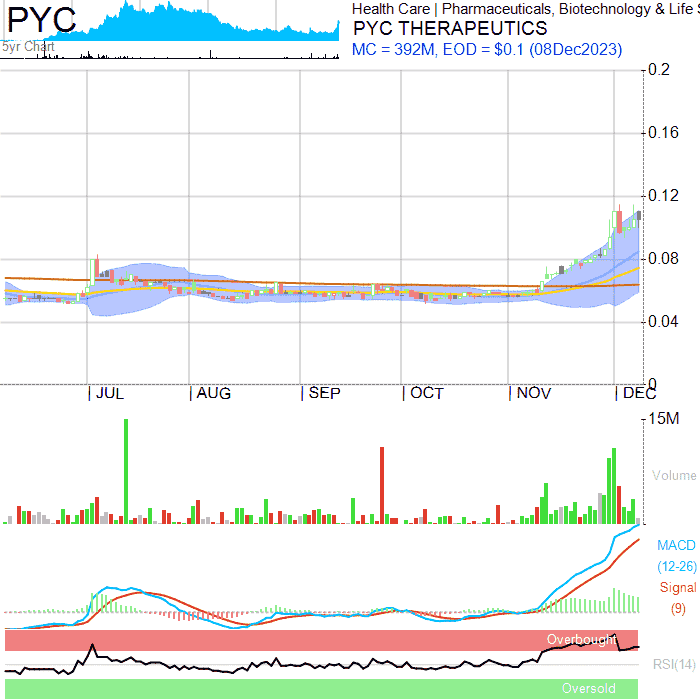 PYC
5yr Chart
Health Care | Pharmaceuticals, Biotechnology & Life S
PYC THERAPEUTICS
MC = 392M, EOD = $0.1 (08Dec2023)
0.2
0.16
0.12
0.08
0.04
0
JUL AUG SEP OCT NOV DEC
15M
Volume
MACD
(12-26)
Signal
(9)
Overbought
RSI(14)
Oversold